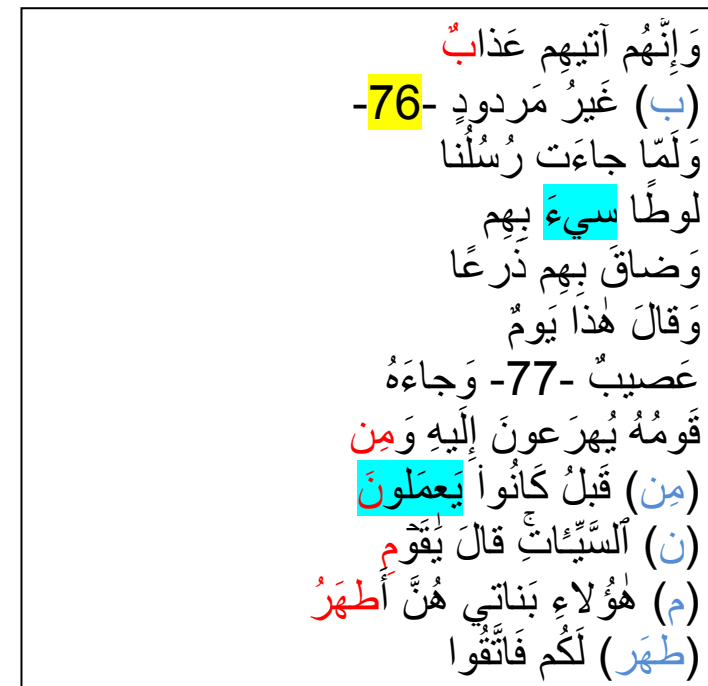 وَإِنَّهُم آتيهِم عَذابٌ
(ب) غَيرُ مَردودٍ -76-
وَلَمّا جاءَت رُسُلُنا
لوطًا سيءَ بِهِم
وَضاقَ بِهِم ذَرعًا
وَقالَ هٰذا يَومٌ
عَصيبٌ -77- وَجاءَهُ
قَومُهُ يُهرَعونَ إِلَيهِ وَمِن
(مِن) قَبلُ كَانُوا۟ يَعمَلونَ
(ن) ٱلسَّيِّـَٔاتِۚ قالَ يَٰقَوۡمِ
(م) هٰؤُلاءِ بَناتي هُنَّ أَطهَرُ
(طهَر) لَكُم فَاتَّقُوا